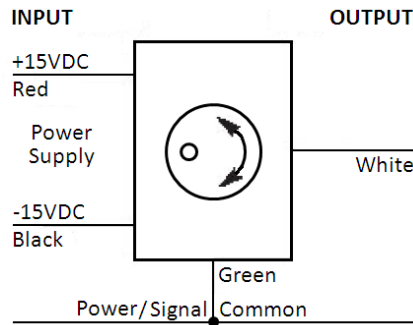 INPUT
OUTPUT
+15VDC
Red
Power
Supply
White
-15VDC
Black
Green
Power/Signal Common